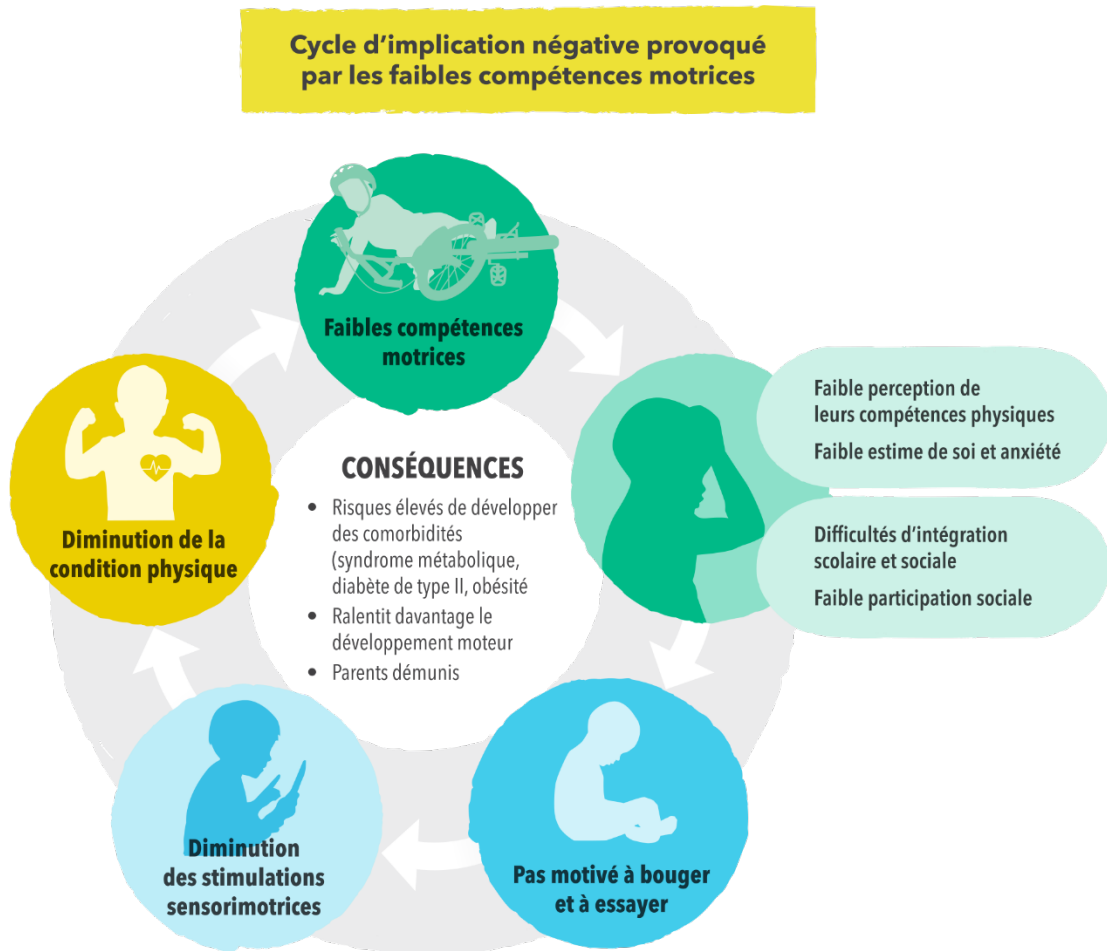 Cycle d’implication négative provoqué
par les faibles compétences motrices
Faibles compétences
motrices
Faible perception de
leurs compétences physiques
Faible estime de soi et anxiété
Difficultés d’intégration
scolaire et sociale
Faible participation sociale
Pas motivé à bouger
et à essayer
Diminution
des stimulations
sensorimotrices
Diminution de la
condition physique
CONSÉQUENCES
• Risques élevés de développer
des comorbidités
(syndrome métabolique,
diabète de type II, obésité
• Ralentit davantage le
développement moteur
• Parents démunis